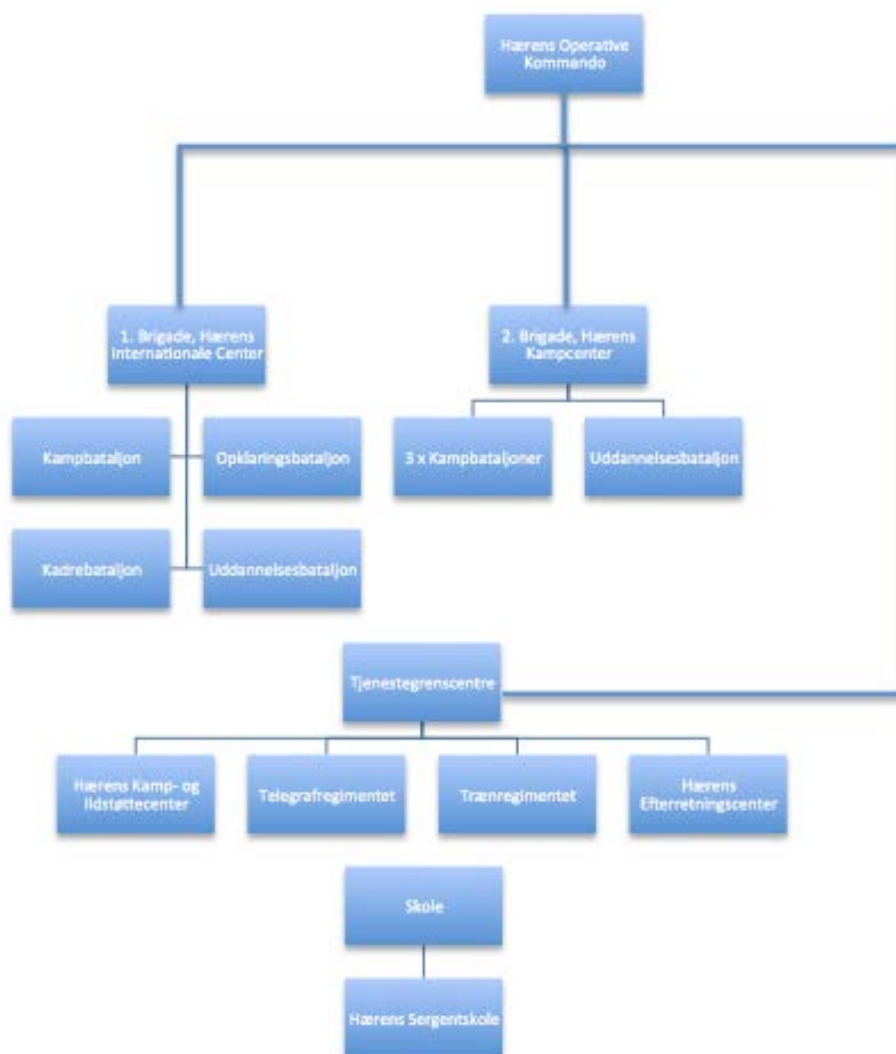 Hærens Operative
Kommando
1. Brigade, Hærens
Internationale Center
2. Brigade, Hærens
Kampcenter
Kampbataljon
Opklaringsbataljon
3 x Kampbataljoner
Uddannelsesbataljon
Kadrebataljon
Uddannelsesbataljon
Tjenestegrenscentre
Hærens Kamp- og
Ildstøttecenter
Telegrafregimentet
Trænregimentet
Hærens
Efterretningscenter
Skole
Hærens Sergentskole